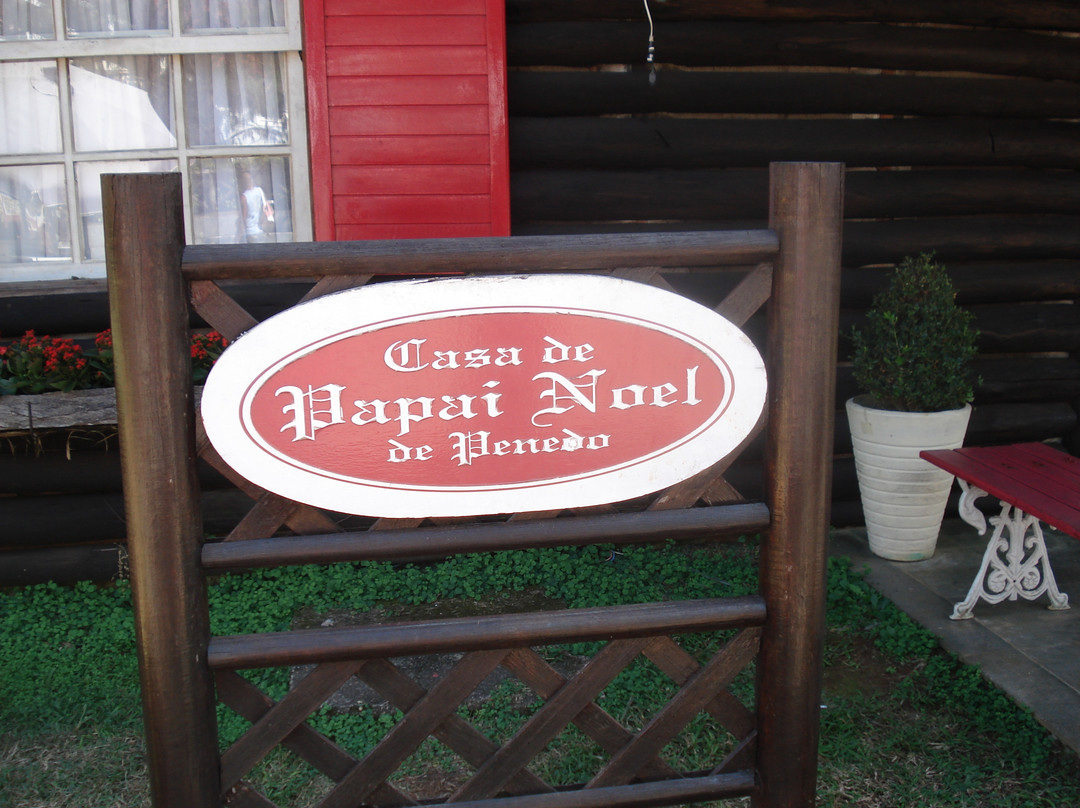 Casa de
Papai Noel
de Penedo